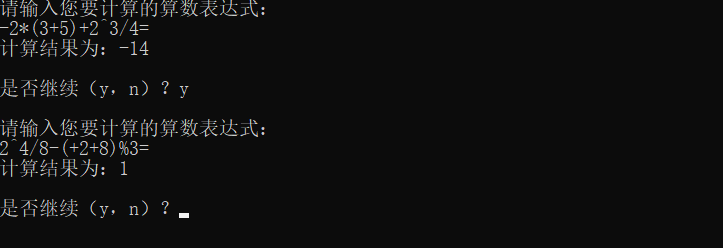 请输入您要计算的算数表达式：
-2*(3+5)+2^3/4=
计算结果为：-14
是否继续（y，n）？y
请输入您要计算的算数表达式：
2^4/8-(+2+8)%3=
计算结果为：1
是否继续（y，n）？